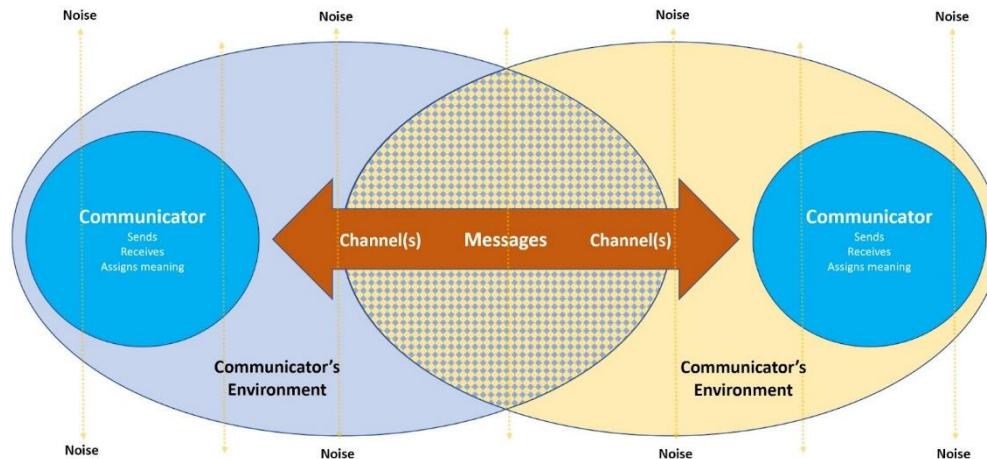 Noise
Noise
Noise
Noise
Communicator
Sends
Receives
Assigns meaning
Channel(s)
Messages
Channel(s)
Communicator
Sends
Receives
Assigns meaning
Communicator's
Environment
Communicator's
Environment
Noise
Noise
Noise
Noise